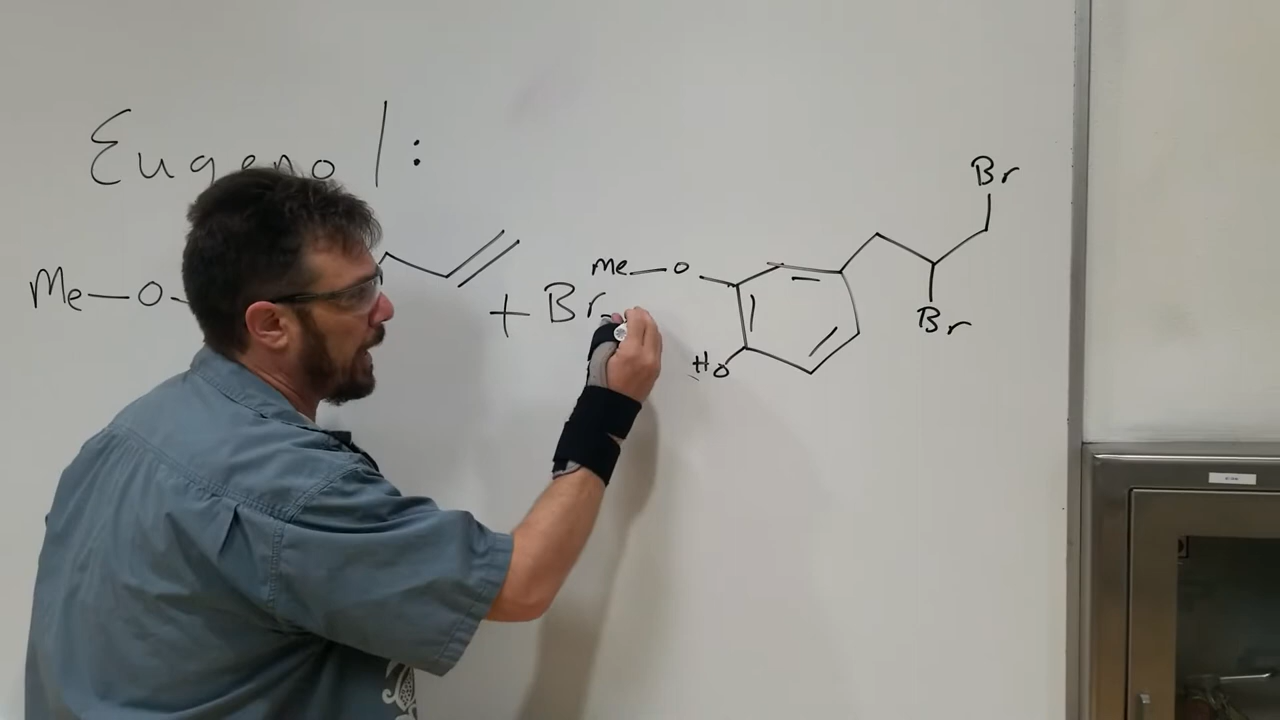 Eugenol:
Br
Me—O
+ Br
Me—O
Br
HO